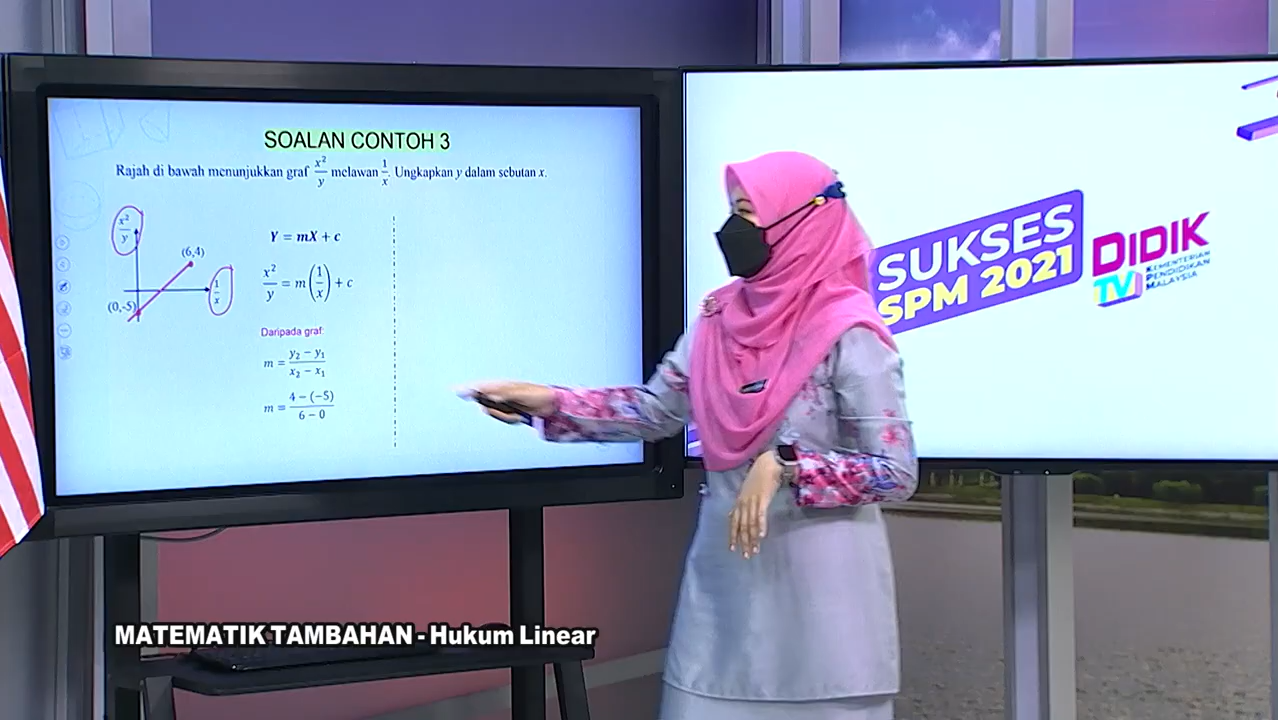 SOALAN CONTOH 3
Rajah di bawah menunjukkan graf x²/y melawan 1/x. Ungkapkan y dalam sebutan x.
x²/y
(6,4)
1/x
(0,-5)
Y = mX + c
x²/y = m(1/x) + c
Daripada graf:
m = y₂ − y₁ / x₂ − x₁
m = 4 − (−5) / 6 − 0
SUKSES
SPM 2021
DIDIK
TV
KEMENTERIAN
PENDIDIKAN
MALAYSIA
MATEMATIK TAMBAHAN - Hukum Linear